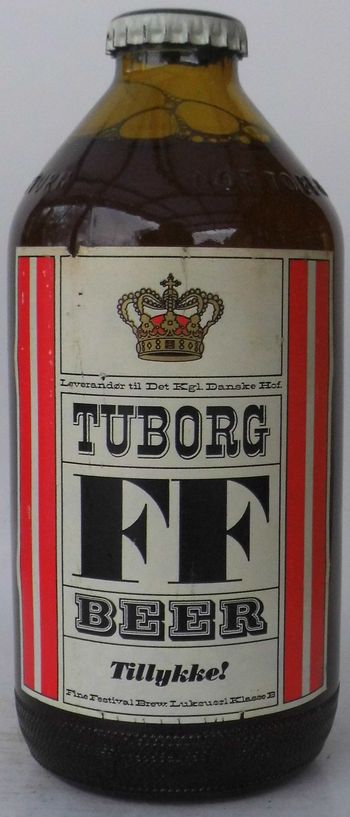 Leverandør til Det Kgl. Danske Hof.
TUBORG
FF
BEER
Tillykke!
Fine Festival Brew. Luksusøl Klasse B